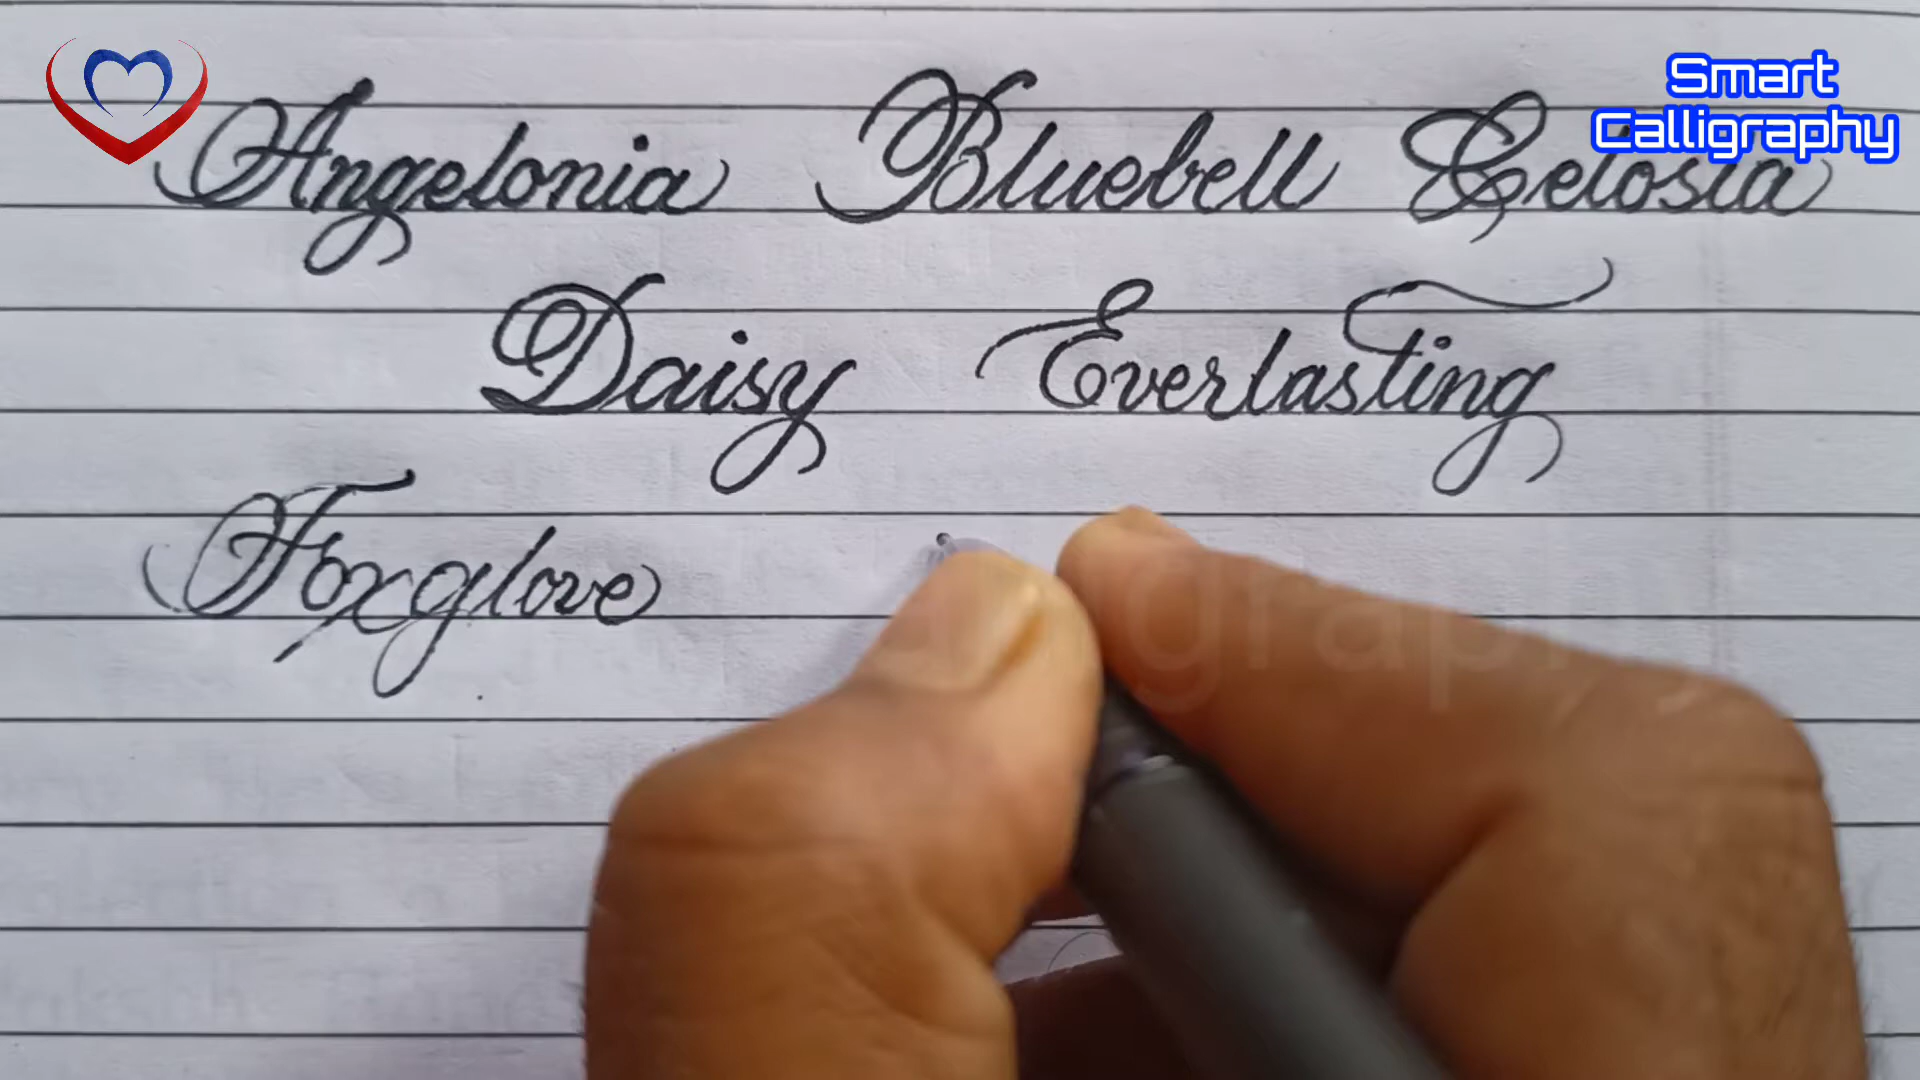 Smart
Calligraphy
Angelonia Bluebell Celosia
Daisy Everlasting
Foxglove